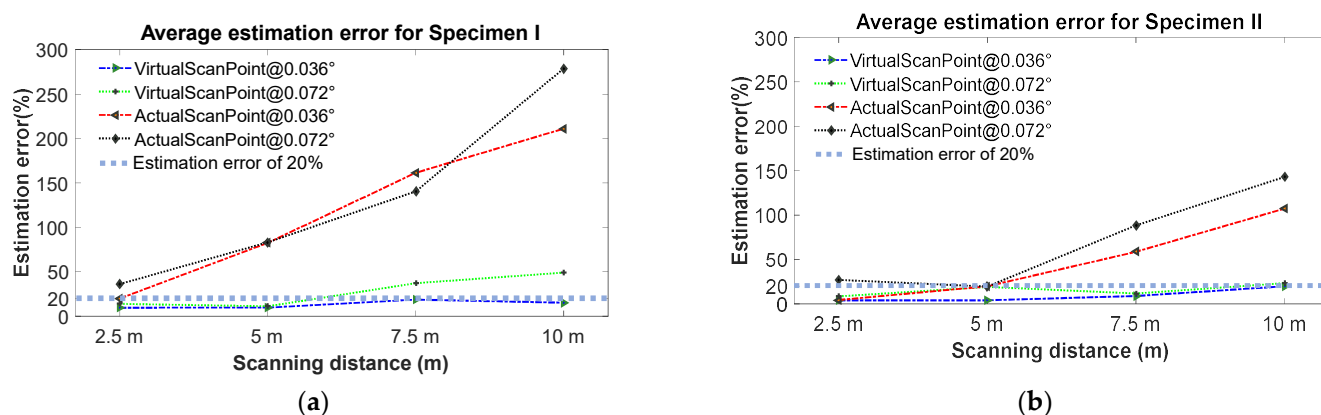 Average estimation error for Specimen I
300
250
200
150
100
50
20
0
Estimation error(%)
VirtualScanPoint@0.036°
VirtualScanPoint@0.072°
ActualScanPoint@0.036°
ActualScanPoint@0.072°
Estimation error of 20%
2.5 m 5 m 7.5 m 10 m
Scanning distance (m)
(a)
Average estimation error for Specimen II
300
250
200
150
100
50
20
0
Estimation error(%)
VirtualScanPoint@0.036°
VirtualScanPoint@0.072°
ActualScanPoint@0.036°
ActualScanPoint@0.072°
Estimation error of 20%
2.5 m 5 m 7.5 m 10 m
Scanning distance (m)
(b)